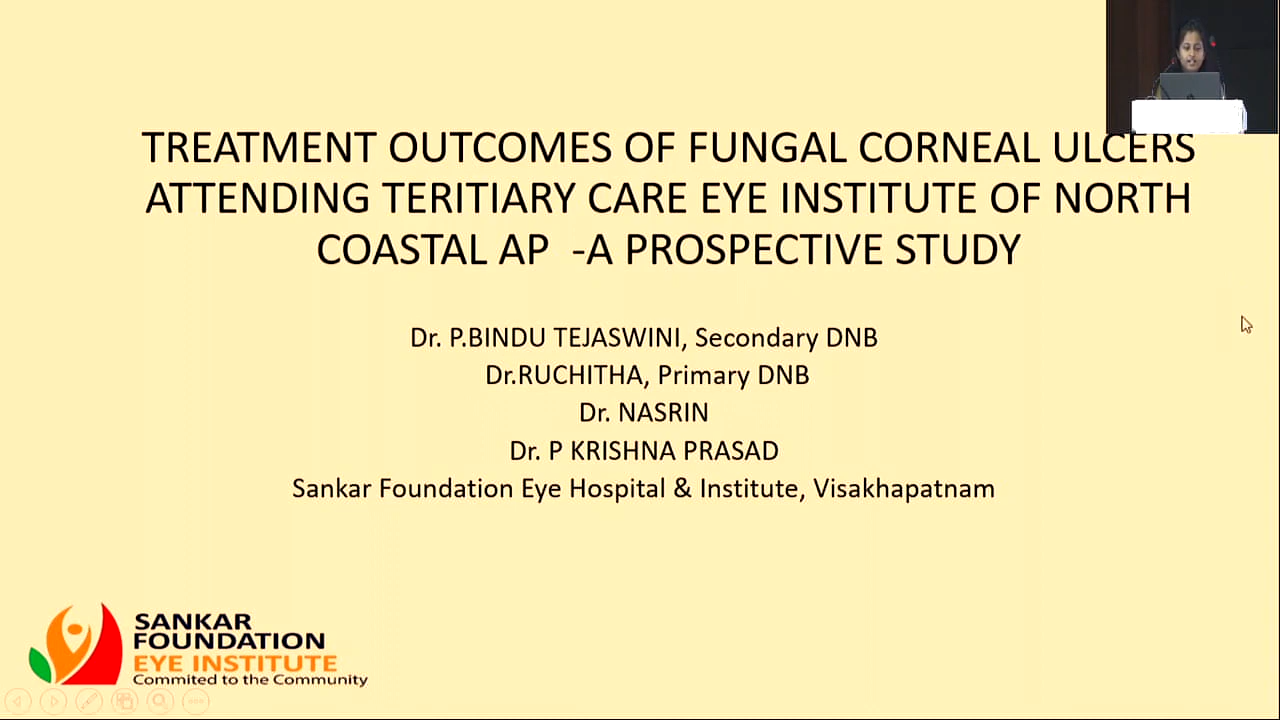 TREATMENT OUTCOMES OF FUNGAL CORNEAL ULCERS
ATTENDING TERITIARY CARE EYE INSTITUTE OF NORTH
COASTAL AP -A PROSPECTIVE STUDY
Dr. P.BINDU TEJASWINI, Secondary DNB
Dr.RUCHITHA, Primary DNB
Dr. NASRIN
Dr. P KRISHNA PRASAD
Sankar Foundation Eye Hospital & Institute, Visakhapatnam
SANKAR
FOUNDATION
EYE INSTITUTE
Commited to the Community